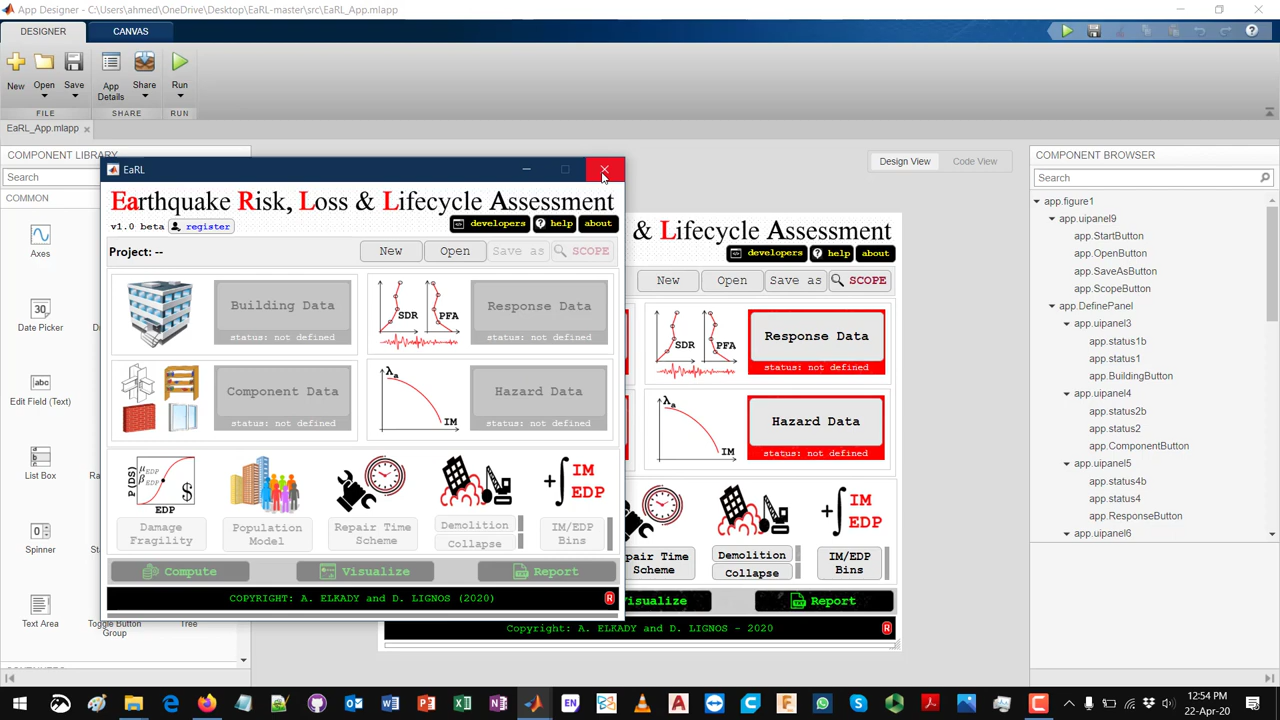 App Designer - C:\Users\ahmed\OneDrive\Desktop\EaRL-master\src\EaRL_App.mlapp
DESIGNER
CANVAS
New
Open
Save
App Details
Share
Run
FILE
SHARE
RUN
EaRL_App.mlapp
COMPONENT LIBRARY
Search
COMMON
Axes
30
Date Picker
abc
Edit Field (Text)
List Box
Spinner
Text Area
Toggle Button Group
Tree
EaRL
Earthquake Risk, Loss & Lifecycle Assessment
v1.0 beta
register
developers
help
about
Project: --
New
Open
Save as
SCOPE
Building Data
status: not defined
SDR
PFA
Response Data
status: not defined
Component Data
status: not defined
λa
IM
Hazard Data
status: not defined
P(DS)
μEDP
βEDP
$
EDP
+∫ IM EDP
Damage Fragility
Population Model
Repair Time Scheme
Demolition
Collapse
IM/EDP Bins
Compute
Visualize
Report
COPYRIGHT: A. ELKADY and D. LIGNOS (2020)
R
Design View
Code View
& Lifecycle Assessment
developers
help
about
New
Open
Save as
SCOPE
SDR
PFA
Response Data
status: not defined
λa
IM
Hazard Data
status: not defined
+∫ IM EDP
pair Time
Scheme
Demolition
Collapse
IM/EDP Bins
isualize
Report
Copyright: A. ELKADY and D. LIGNOS - 2020
R
COMPONENT BROWSER
Search
app.figure1
app.uipanel9
app.StartButton
app.OpenButton
app.SaveAsButton
app.ScopeButton
app.DefinePanel
app.uipanel3
app.status1b
app.status1
app.BuildingButton
app.uipanel4
app.status2b
app.status2
app.ComponentButton
app.uipanel5
app.status4b
app.status4
app.ResponseButton
app.uipanel6
EN
12:54 PM
22-Apr-20